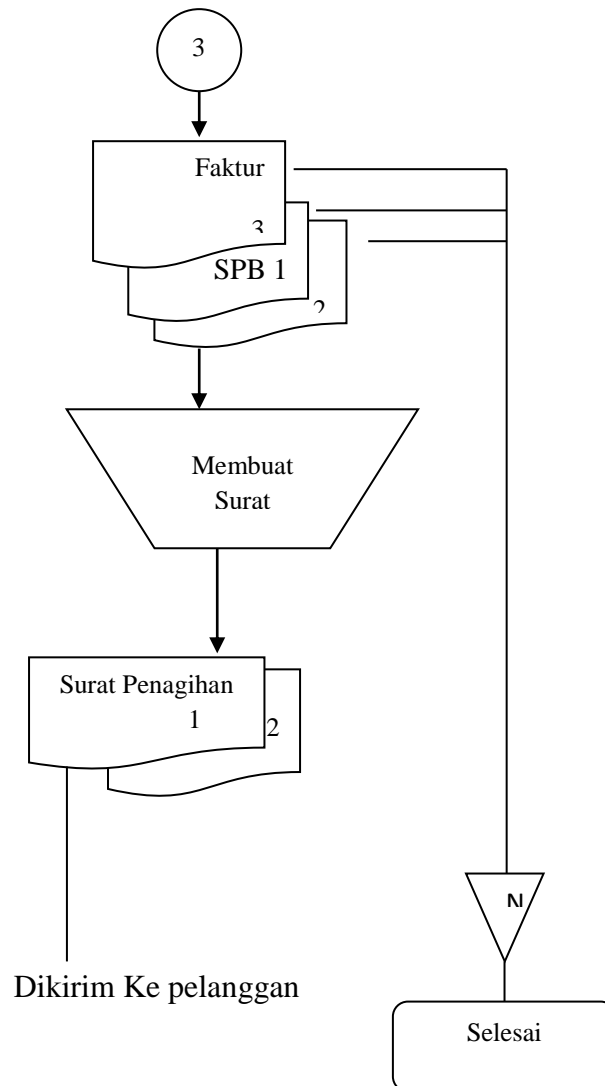 3
Faktur
3
SPB 1
2
Membuat
Surat
Surat Penagihan
1
2
N
Dikirim Ke pelanggan
Selesai